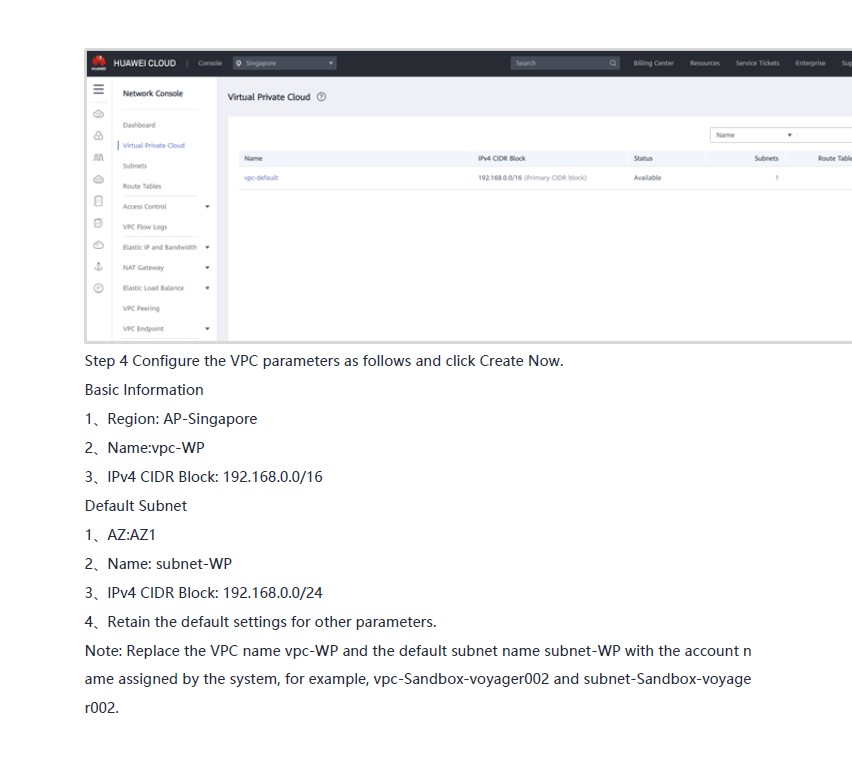 HUAWEI
HUAWEI CLOUD | Console Singapore Search Billing Center Resources Service Tickets Enterprise Sup
Network Console
Virtual Private Cloud ?
Dashboard
Name
Virtual Private Cloud
Name IPv4 CIDR Block Status Subnets Route Table
Subnets
vpc-default 192.168.0.0/16 (Primary CIDR block) Available 1
Route Tables
Access Control
VPC Flow Logs
Elastic IP and Bandwidth
NAT Gateway
Elastic Load Balance
VPC Peering
VPC Endpoint
Step 4 Configure the VPC parameters as follows and click Create Now.
Basic Information
1、Region: AP-Singapore
2、Name:vpc-WP
3、IPv4 CIDR Block: 192.168.0.0/16
Default Subnet
1、AZ:AZ1
2、Name: subnet-WP
3、IPv4 CIDR Block: 192.168.0.0/24
4、Retain the default settings for other parameters.
Note: Replace the VPC name vpc-WP and the default subnet name subnet-WP with the account n
ame assigned by the system, for example, vpc-Sandbox-voyager002 and subnet-Sandbox-voyage
r002.